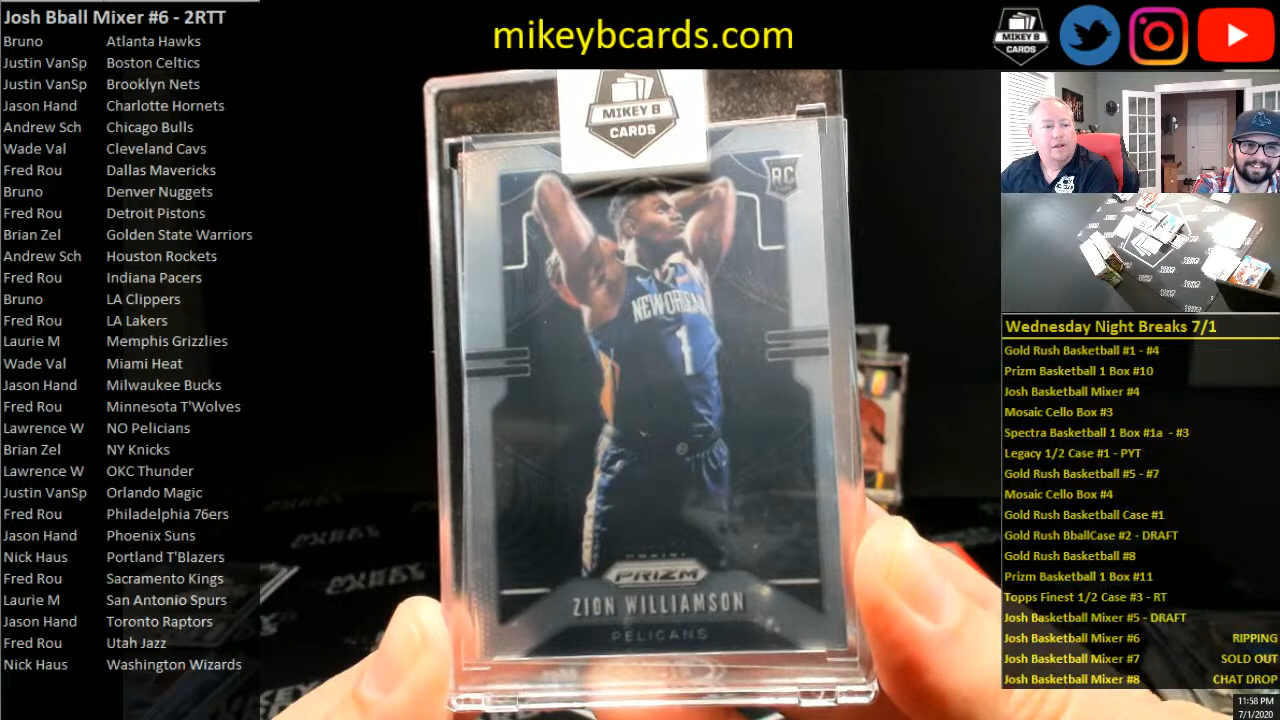 Josh Bball Mixer #6 - 2RTT
Bruno Atlanta Hawks
Justin VanSp Boston Celtics
Justin VanSp Brooklyn Nets
Jason Hand Charlotte Hornets
Andrew Sch Chicago Bulls
Wade Val Cleveland Cavs
Fred Rou Dallas Mavericks
Bruno Denver Nuggets
Fred Rou Detroit Pistons
Brian Zel Golden State Warriors
Andrew Sch Houston Rockets
Fred Rou Indiana Pacers
Bruno LA Clippers
Fred Rou LA Lakers
Laurie M Memphis Grizzlies
Wade Val Miami Heat
Jason Hand Milwaukee Bucks
Fred Rou Minnesota T'Wolves
Lawrence W NO Pelicans
Brian Zel NY Knicks
Lawrence W OKC Thunder
Justin VanSp Orlando Magic
Fred Rou Philadelphia 76ers
Jason Hand Phoenix Suns
Nick Haus Portland T'Blazers
Fred Rou Sacramento Kings
Laurie M San Antonio Spurs
Jason Hand Toronto Raptors
Fred Rou Utah Jazz
Nick Haus Washington Wizards
mikeybcards.com
MIKEY B
CARDS
RC
NEW ORLEAN
1
PANINI
PRIZM
ZION WILLIAMSON
PELICANS
MIKEY B
CARDS
Wednesday Night Breaks 7/1
Gold Rush Basketball #1 - #4
Prizm Basketball 1 Box #10
Josh Basketball Mixer #4
Mosaic Cello Box #3
Spectra Basketball 1 Box #1a - #3
Legacy 1/2 Case #1 - PYT
Gold Rush Basketball #5 - #7
Mosaic Cello Box #4
Gold Rush Basketball Case #1
Gold Rush BballCase #2 - DRAFT
Gold Rush Basketball #8
Prizm Basketball 1 Box #11
Topps Finest 1/2 Case #3 - RT
Josh Basketball Mixer #5 - DRAFT
Josh Basketball Mixer #6 RIPPING
Josh Basketball Mixer #7 SOLD OUT
Josh Basketball Mixer #8 CHAT DROP
11:58 PM
7/1/2020